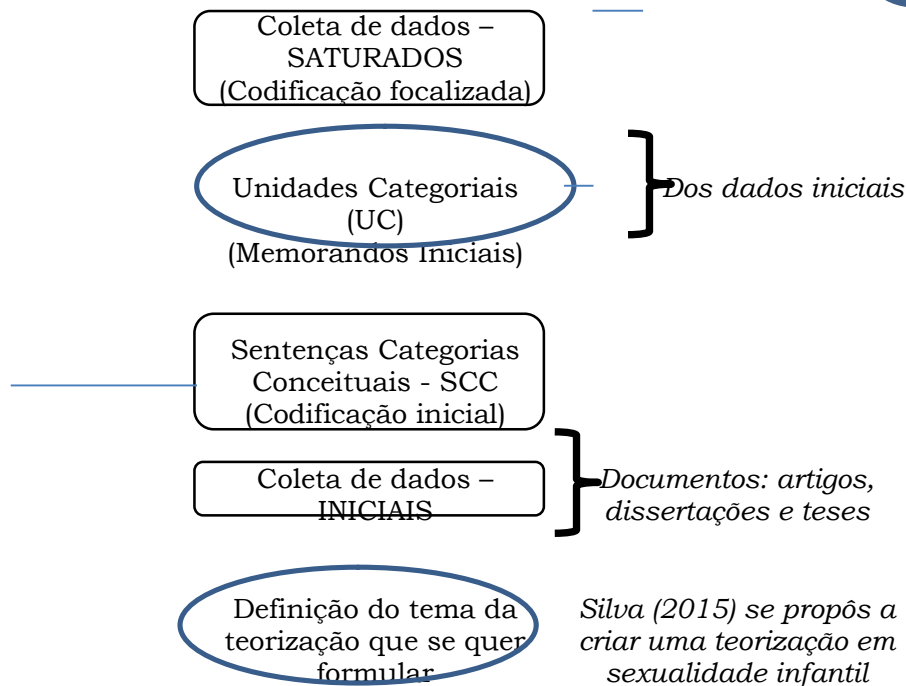 Coleta de dados –
SATURADOS
(Codificação focalizada)
Unidades Categoriais
(UC)
(Memorandos Iniciais)
Dos dados iniciais
Sentenças Categorias
Conceituais - SCC
(Codificação inicial)
Coleta de dados –
INICIAIS
Documentos: artigos,
dissertações e teses
Definição do tema da
teorização que se quer
formular
Silva (2015) se propôs a
criar uma teorização em
sexualidade infantil